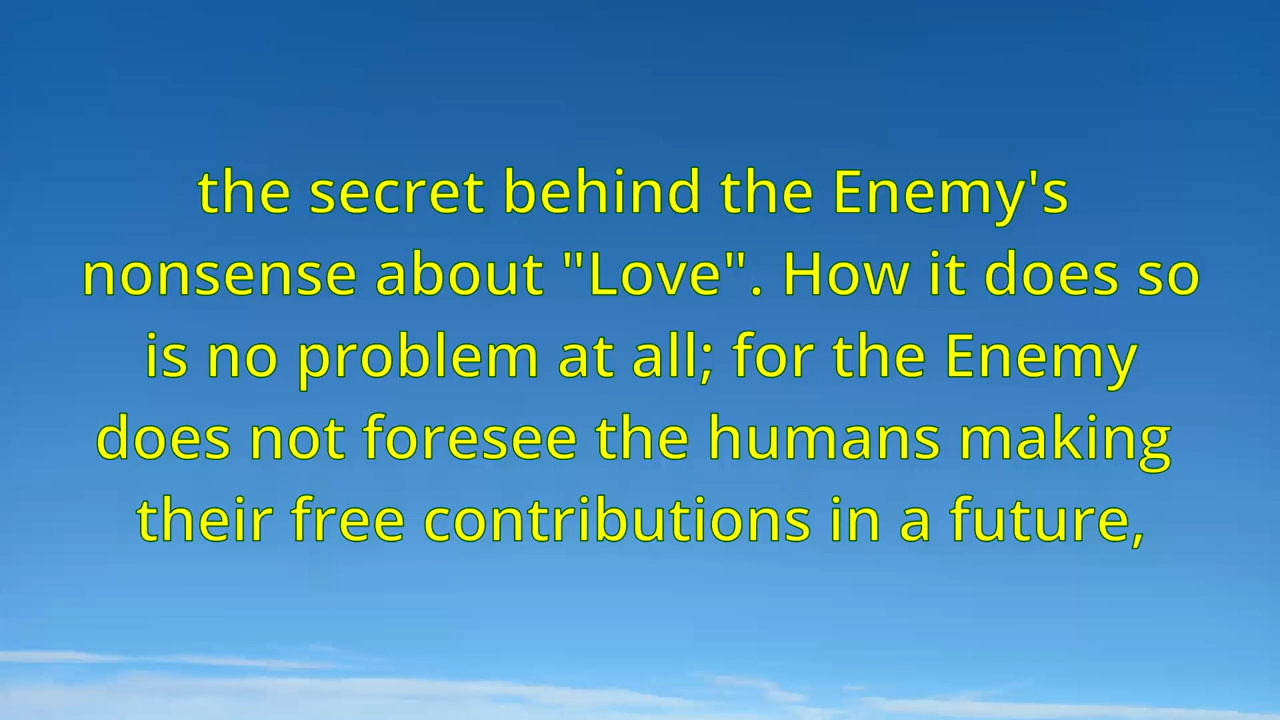 the secret behind the Enemy's
nonsense about "Love". How it does so
is no problem at all; for the Enemy
does not foresee the humans making
their free contributions in a future,